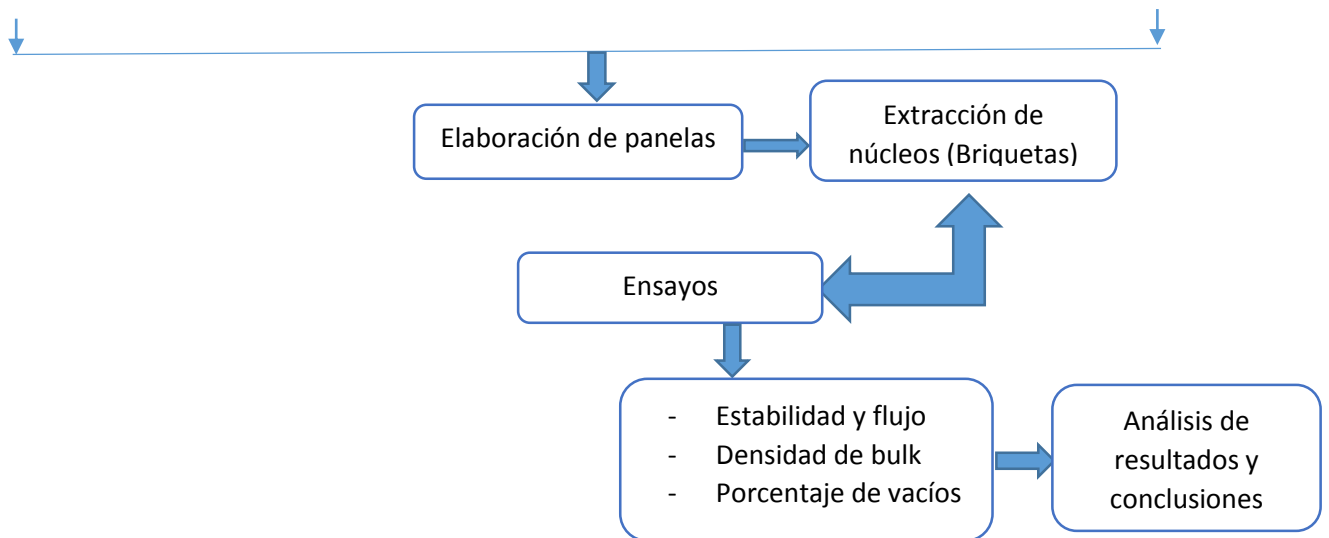 Elaboración de panelas
Extracción de
núcleos (Briquetas)
Ensayos
- Estabilidad y flujo
- Densidad de bulk
- Porcentaje de vacíos
Análisis de
resultados y
conclusiones